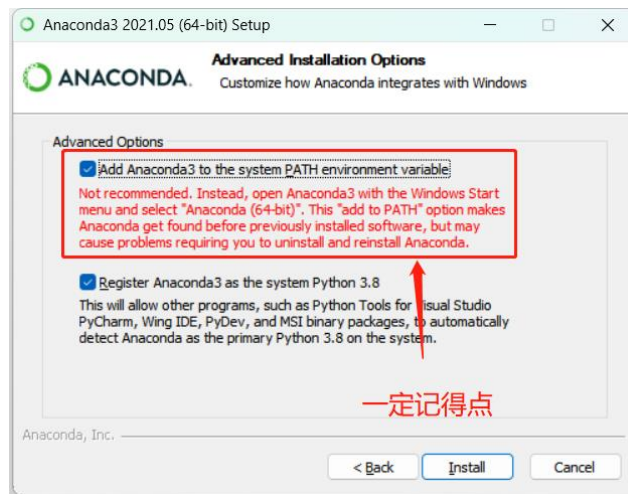 Anaconda3 2021.05 (64-bit) Setup
ANACONDA.
Advanced Installation Options
Customize how Anaconda integrates with Windows
Advanced Options
Add Anaconda3 to the system PATH environment variable
Not recommended. Instead, open Anaconda3 with the Windows Start
menu and select "Anaconda (64-bit)". This "add to PATH" option makes
Anaconda get found before previously installed software, but may
cause problems requiring you to uninstall and reinstall Anaconda.
Register Anaconda3 as the system Python 3.8
This will allow other programs, such as Python Tools for Visual Studio
PyCharm, Wing IDE, PyDev, and MSI binary packages, to automatically
detect Anaconda as the primary Python 3.8 on the system.
一定记得点
Anaconda, Inc.
< Back
Install
Cancel